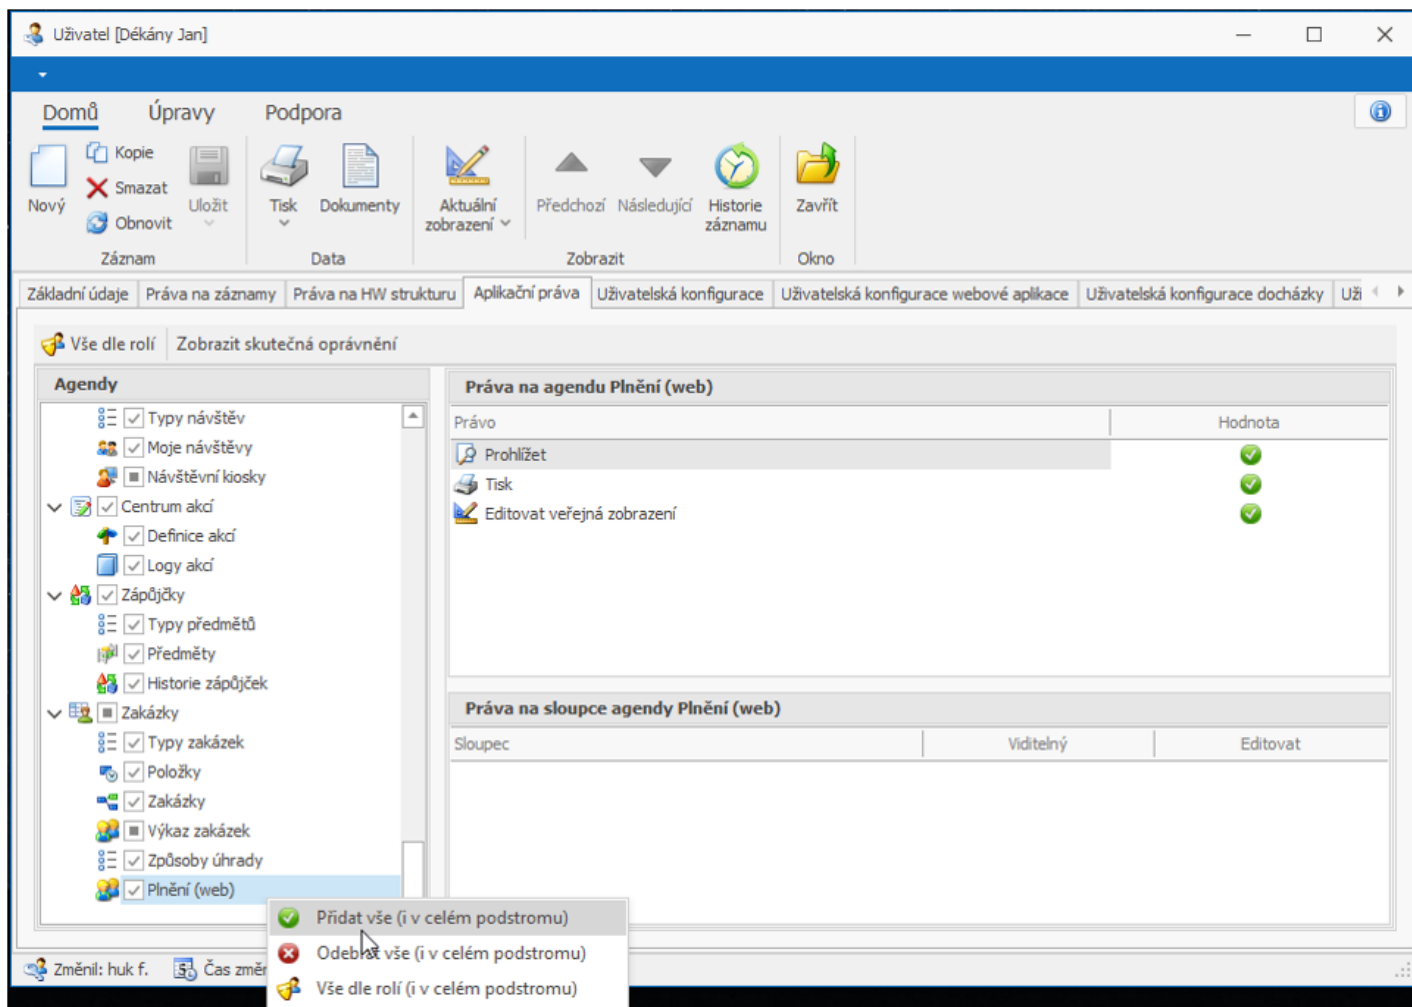 Uživatel [Dékány Jan]
Domů Úpravy Podpora
Nový
Kopie
Smazat
Obnovit
Uložit
Záznam
Tisk
Dokumenty
Data
Aktuální
zobrazení
Předchozí
Následující
Historie
záznamu
Zobrazit
Zavřít
Okno
Základní údaje Práva na záznamy Práva na HW strukturu Aplikační práva Uživatelská konfigurace Uživatelská konfigurace webové aplikace Uživatelská konfigurace docházky Uži
Vše dle rolí Zobrazit skutečná oprávnění
Agendy
Typy návštěv
Moje návštěvy
Návštěvní kiosky
Centrum akcí
Definice akcí
Logy akcí
Zápůjčky
Typy předmětů
Předměty
Historie zápůjček
Zakázky
Typy zakázek
Položky
Zakázky
Výkaz zakázek
Způsoby úhrady
Plnění (web)
Práva na agendu Plnění (web)
Právo Hodnota
Prohlížet
Tisk
Editovat veřejná zobrazení
Práva na sloupce agendy Plnění (web)
Sloupec Viditelný Editovat
Přidat vše (i v celém podstromu)
Odebrat vše (i v celém podstromu)
Vše dle rolí (i v celém podstromu)
Změnil: huk f. Čas změn